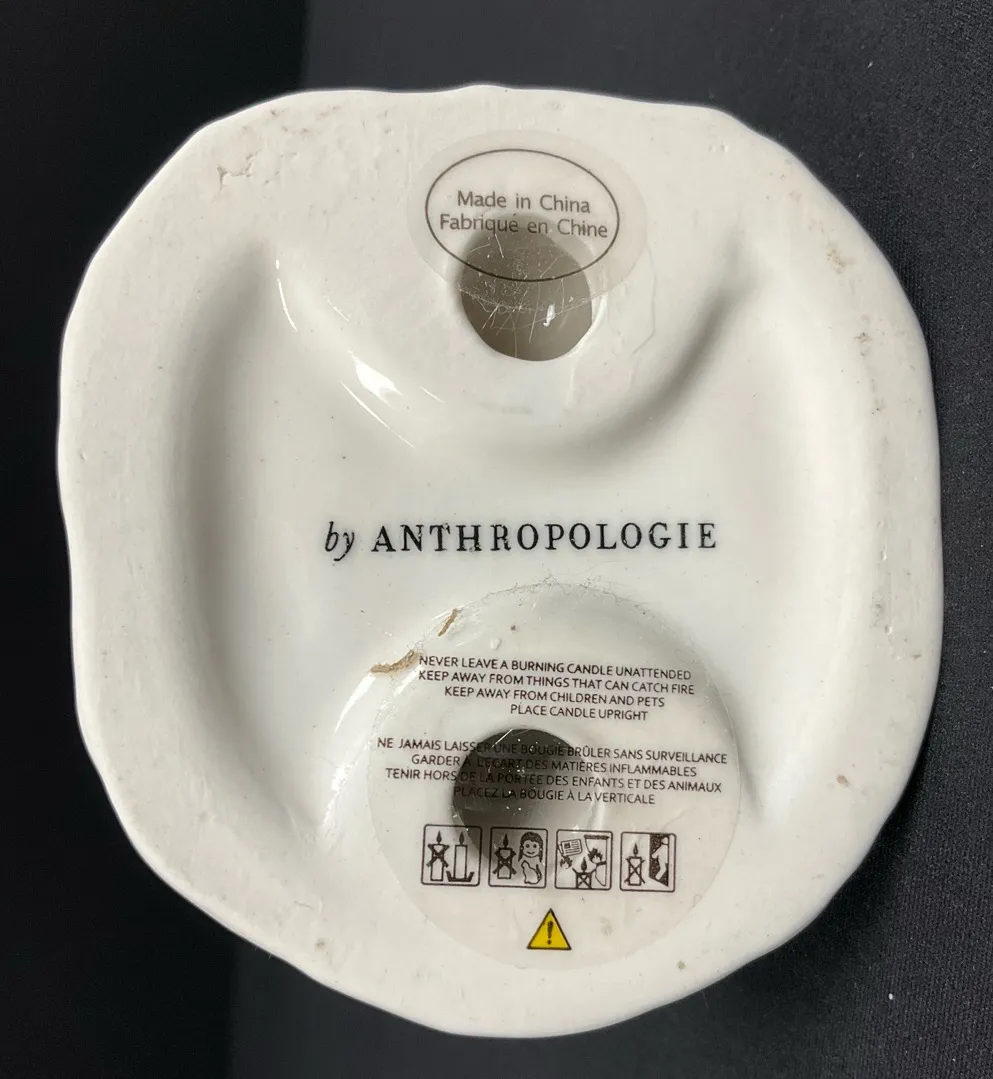 Made in China
Fabriqué en Chine
by ANTHROPOLOGIE
NEVER LEAVE A BURNING CANDLE UNATTENDED
KEEP AWAY FROM THINGS THAT CAN CATCH FIRE
KEEP AWAY FROM CHILDREN AND PETS
PLACE CANDLE UPRIGHT
NE JAMAIS LAISSER UNE BOUGIE BRÛLER SANS SURVEILLANCE
GARDER À L'ÉCART DES MATIÈRES INFLAMMABLES
TENIR HORS DE LA PORTÉE DES ENFANTS ET DES ANIMAUX
PLACEZ LA BOUGIE À LA VERTICALE